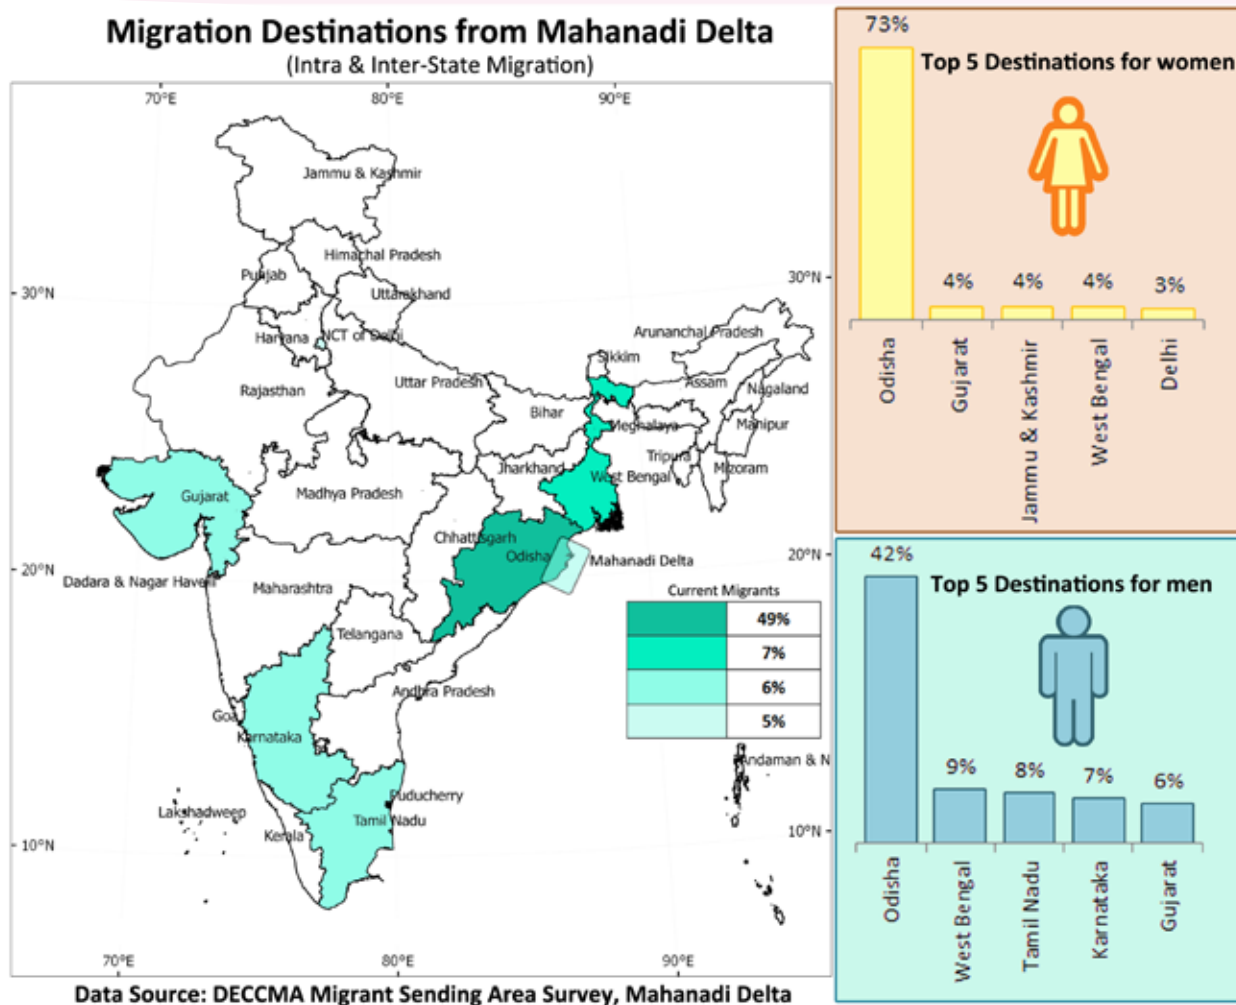 Migration Destinations from Mahanadi Delta
(Intra & Inter-State Migration)
70°E
80°E
90°E
Jammu & Kashmir
Himachal Pradesh
Punjab
30°N
Uttarakhand
30°N
Haryana
NCT of Delhi
Arunanchal Pradesh
Sikkim
Rajasthan
Uttar Pradesh
Assam
Nagaland
Bihar
Meghalaya
Manipur
Jharkhand
West Bengal
Tripura
Mizoram
Gujarat
Madhya Pradesh
Chhattisgarh
Odisha
Mahanadi Delta
20°N
20°N
Dadara & Nagar Haveli
Maharashtra
Current Migrants
49%
7%
6%
5%
Telangana
Andhra Pradesh
Goa
Karnataka
Andaman & N
Puducherry
Lakshadweep
Tamil Nadu
Kerala
10°N
10°N
70°E
80°E
90°E
Data Source: DECCMA Migrant Sending Area Survey, Mahanadi Delta
73%
Top 5 Destinations for women
4%
4%
4%
3%
Odisha
Gujarat
Jammu & Kashmir
West Bengal
Delhi
42%
Top 5 Destinations for men
9%
8%
7%
6%
Odisha
West Bengal
Tamil Nadu
Karnataka
Gujarat